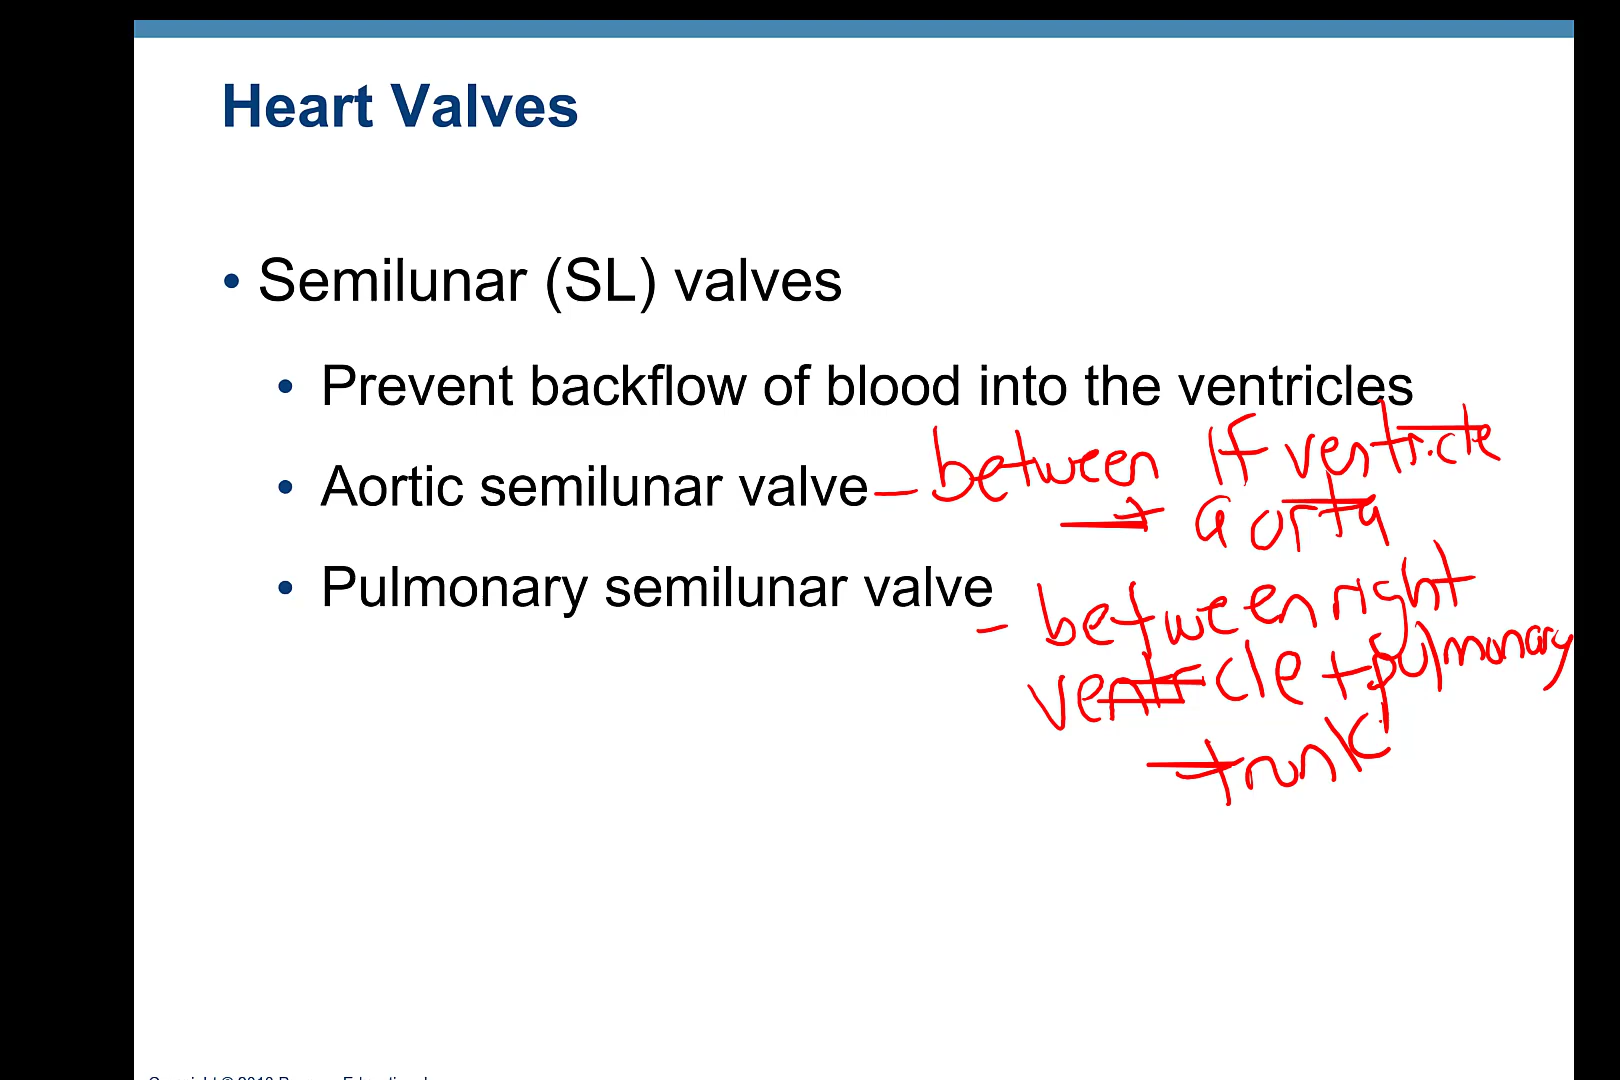 Heart Valves
• Semilunar (SL) valves
• Prevent backflow of blood into the ventricles
• Aortic semilunar valve – between lf ventricle
+ aorta
• Pulmonary semilunar valve
– between right
ventricle + pulmonary
trunk